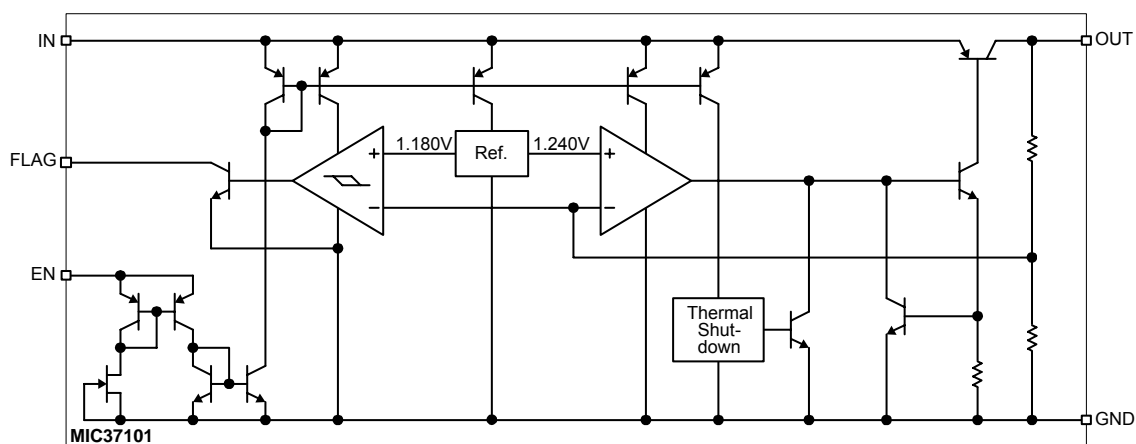 IN
OUT
1.180V
Ref.
1.240V
+
+
FLAG
−
−
EN
Thermal
Shut-
down
GND
MIC37101